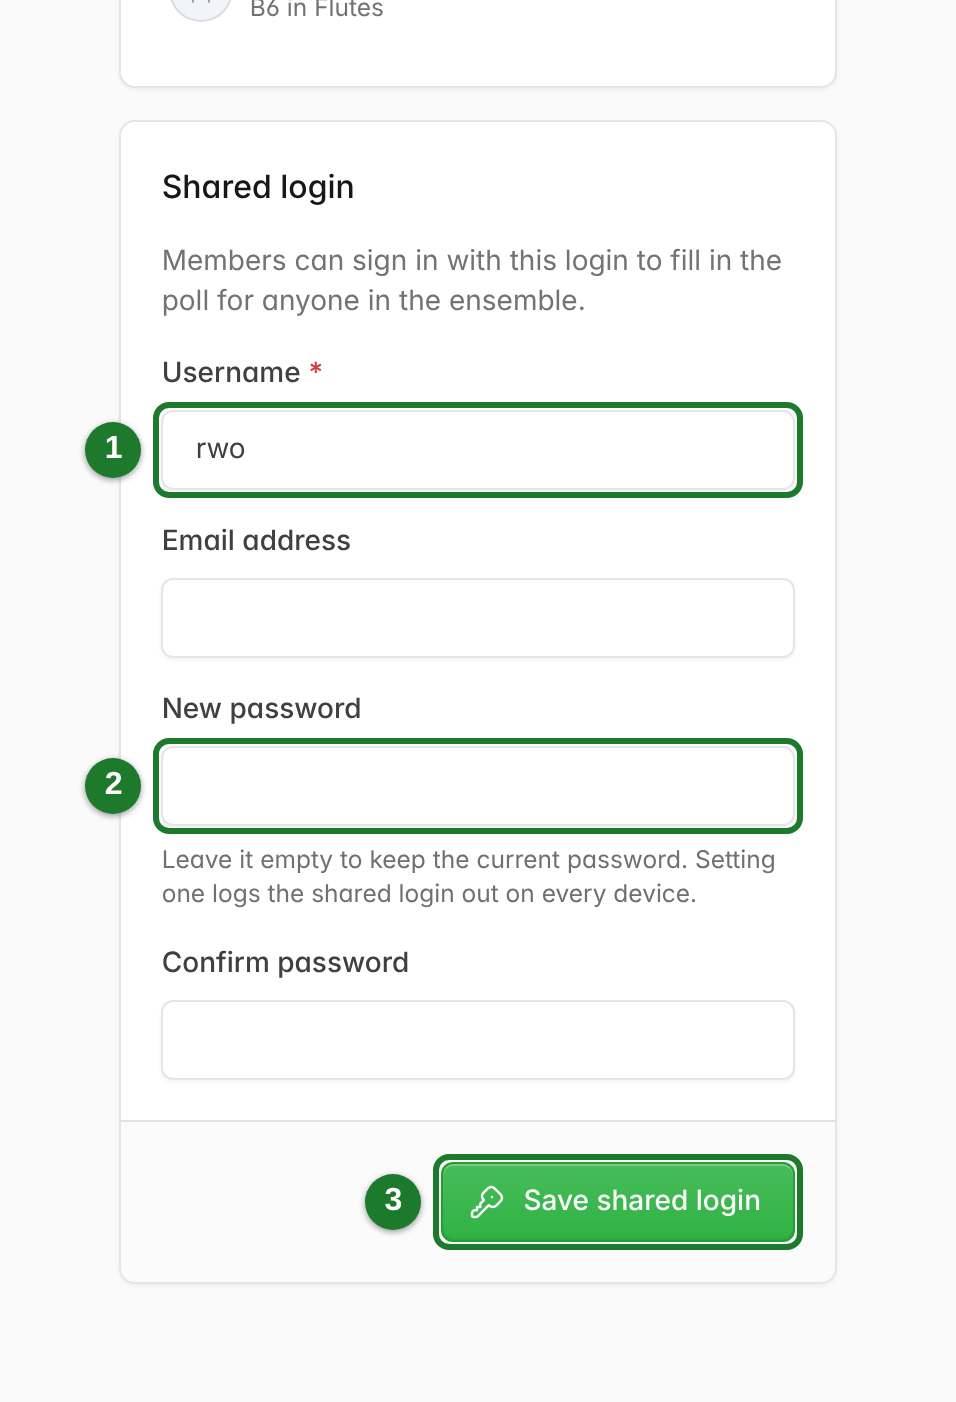 B6 in Flutes
Shared login
Members can sign in with this login to fill in the
poll for anyone in the ensemble.
Username *
1
rwo
Email address
New password
2
Leave it empty to keep the current password. Setting
one logs the shared login out on every device.
Confirm password
3
Save shared login